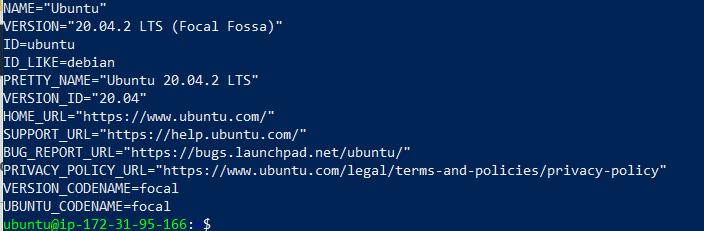 NAME="Ubuntu"
VERSION="20.04.2 LTS (Focal Fossa)"
ID=ubuntu
ID_LIKE=debian
PRETTY_NAME="Ubuntu 20.04.2 LTS"
VERSION_ID="20.04"
HOME_URL="https://www.ubuntu.com/"
SUPPORT_URL="https://help.ubuntu.com/"
BUG_REPORT_URL="https://bugs.launchpad.net/ubuntu/"
PRIVACY_POLICY_URL="https://www.ubuntu.com/legal/terms-and-policies/privacy-policy"
VERSION_CODENAME=focal
UBUNTU_CODENAME=focal
ubuntu@ip-172-31-95-166: $